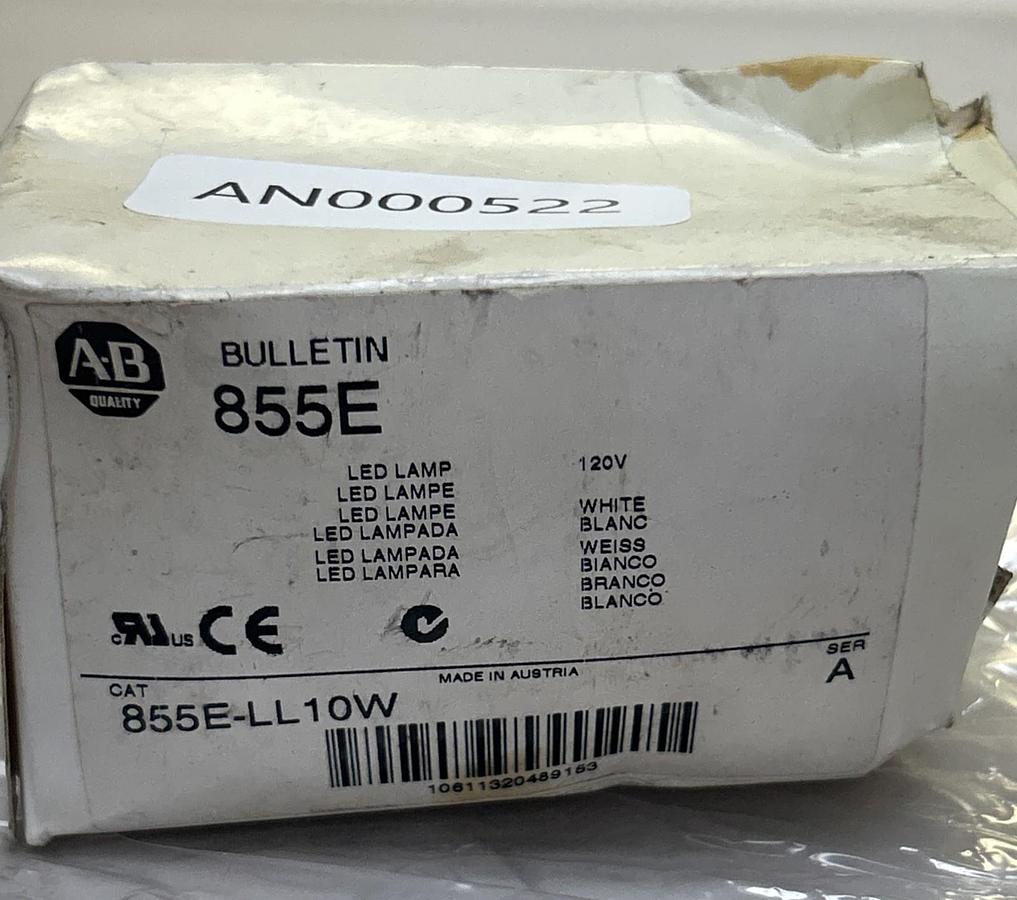 AN000522
A-B
QUALITY
BULLETIN
855E
LED LAMP 120V
LED LAMPE
LED LAMPE WHITE
LED LAMPADA BLANC
LED LAMPADA WEISS
LED LAMPARA BIANCO
BRANCO
BLANCO
c RU US CE
MADE IN AUSTRIA
SER
A
CAT
855E-LL10W
10611320489153